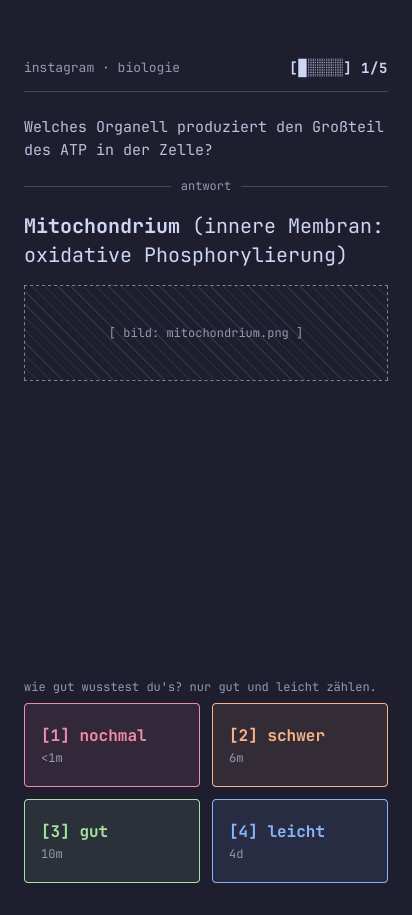 instagram · biologie [█░░░░] 1/5
Welches Organell produziert den Großteil
des ATP in der Zelle?
antwort
Mitochondrium (innere Membran:
oxidative Phosphorylierung)
[ bild: mitochondrium.png ]
wie gut wusstest du's? nur gut und leicht zählen.
[1] nochmal
<1m
[2] schwer
6m
[3] gut
10m
[4] leicht
4d